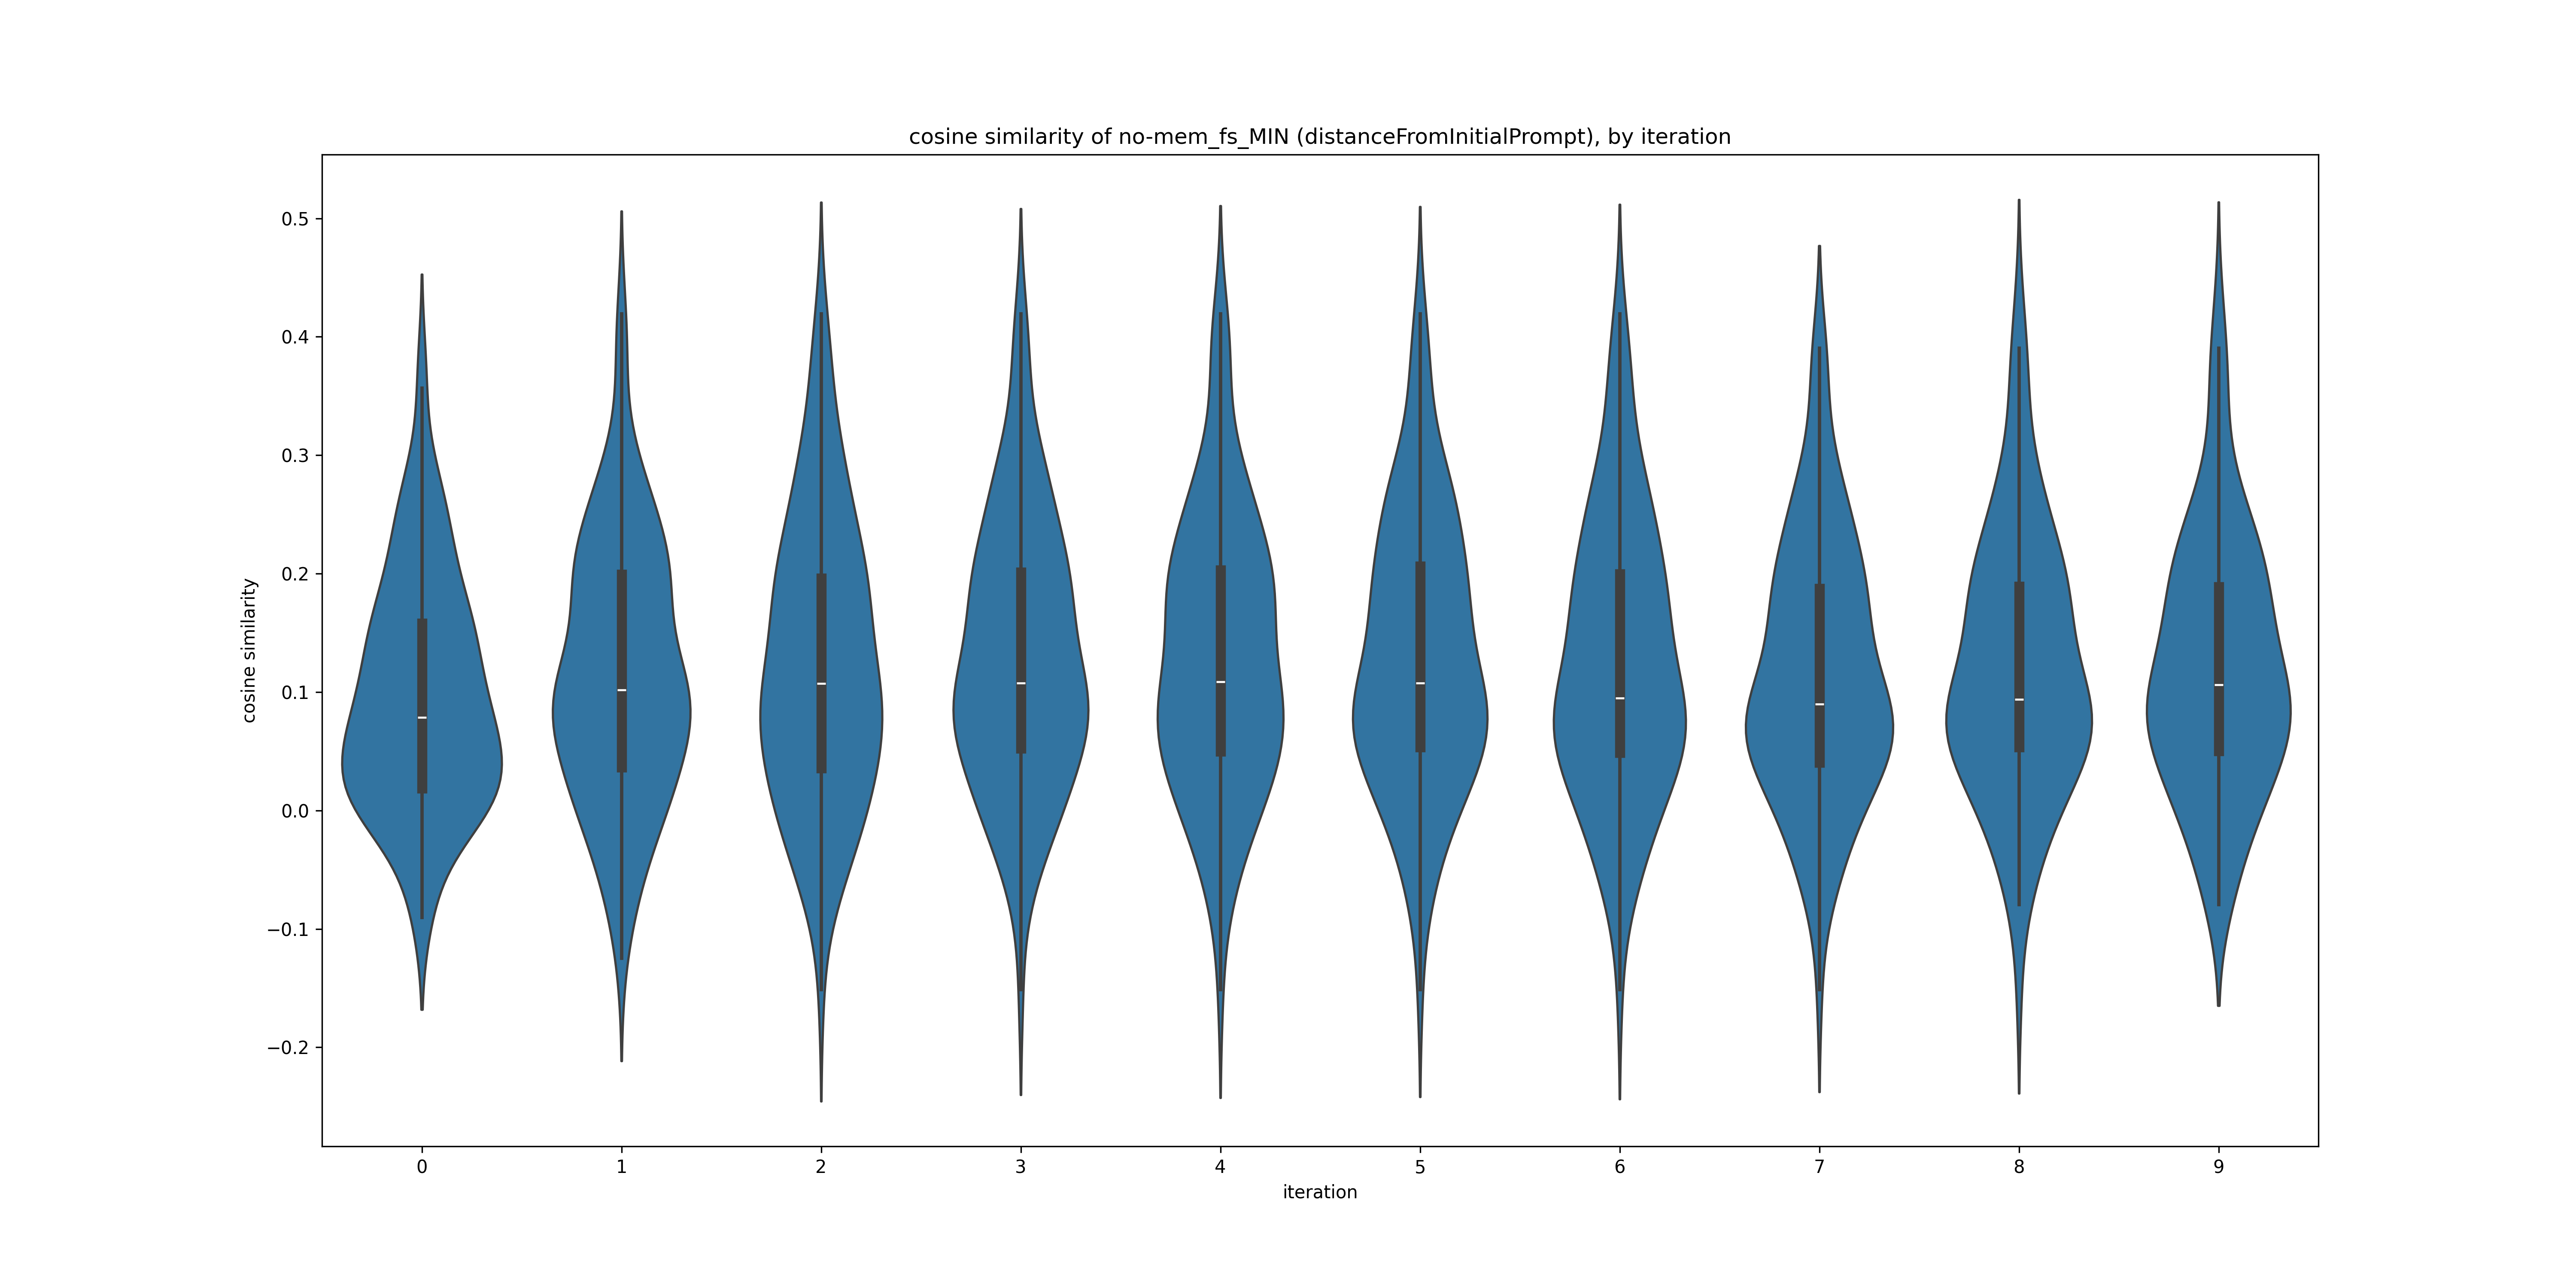 cosine similarity of no-mem_fs_MIN (distanceFromInitialPrompt), by iteration
cosine similarity
0.5
0.4
0.3
0.2
0.1
0.0
−0.1
−0.2
0 1 2 3 4 5 6 7 8 9
iteration